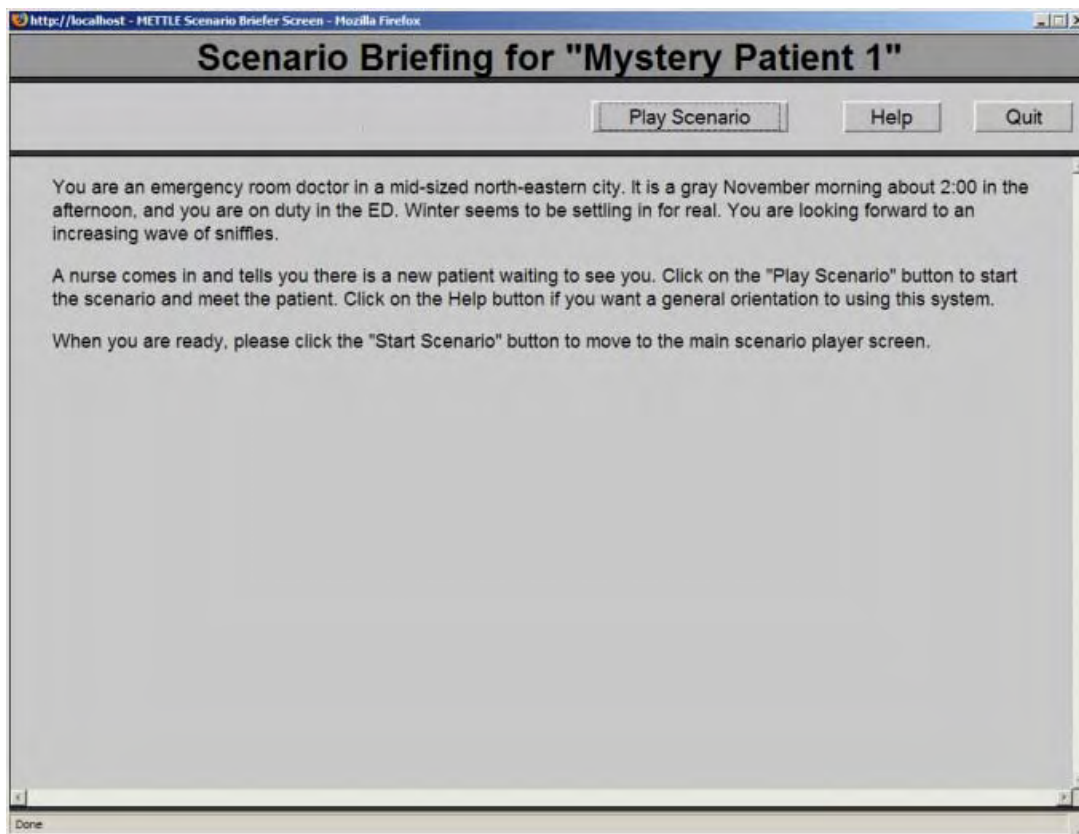 http://localhost - METTLE Scenario Briefer Screen - Mozilla Firefox
Scenario Briefing for "Mystery Patient 1"
Play Scenario Help Quit
You are an emergency room doctor in a mid-sized north-eastern city. It is a gray November morning about 2:00 in the
afternoon, and you are on duty in the ED. Winter seems to be settling in for real. You are looking forward to an
increasing wave of sniffles.
A nurse comes in and tells you there is a new patient waiting to see you. Click on the "Play Scenario" button to start
the scenario and meet the patient. Click on the Help button if you want a general orientation to using this system.
When you are ready, please click the "Start Scenario" button to move to the main scenario player screen.
Done